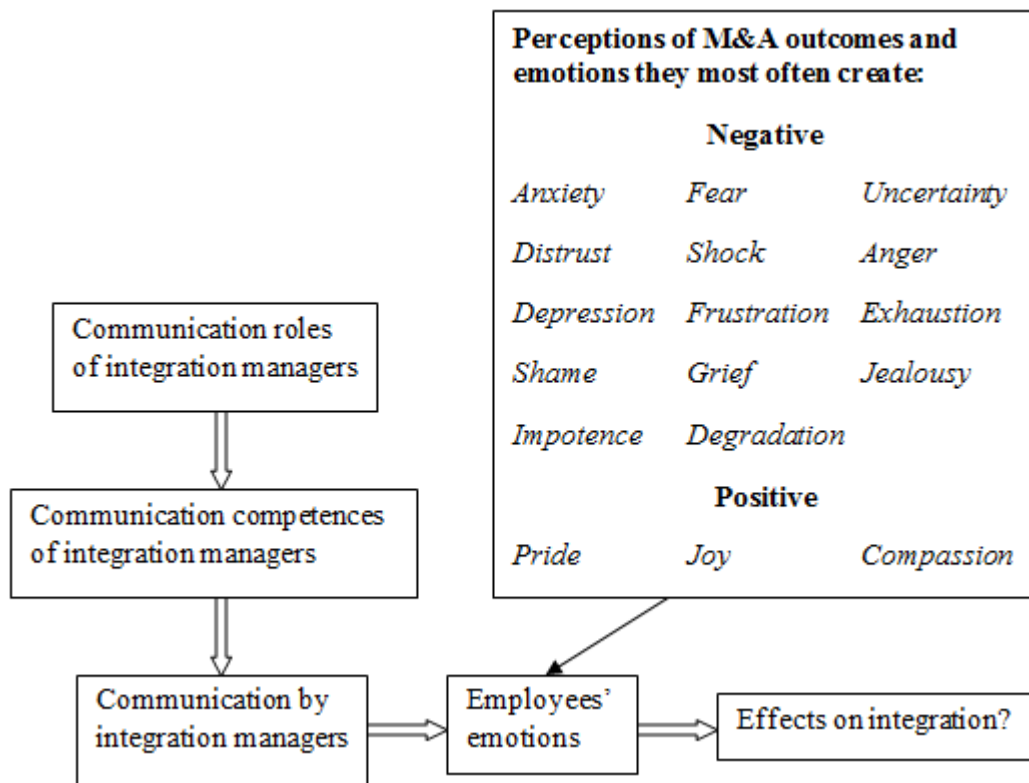 Perceptions of M&A outcomes and
emotions they most often create:
Negative
Anxiety Fear Uncertainty
Distrust Shock Anger
Depression Frustration Exhaustion
Shame Grief Jealousy
Impotence Degradation
Positive
Pride Joy Compassion
Communication roles
of integration managers
Communication competences
of integration managers
Communication by
integration managers
Employees’
emotions
Effects on integration?